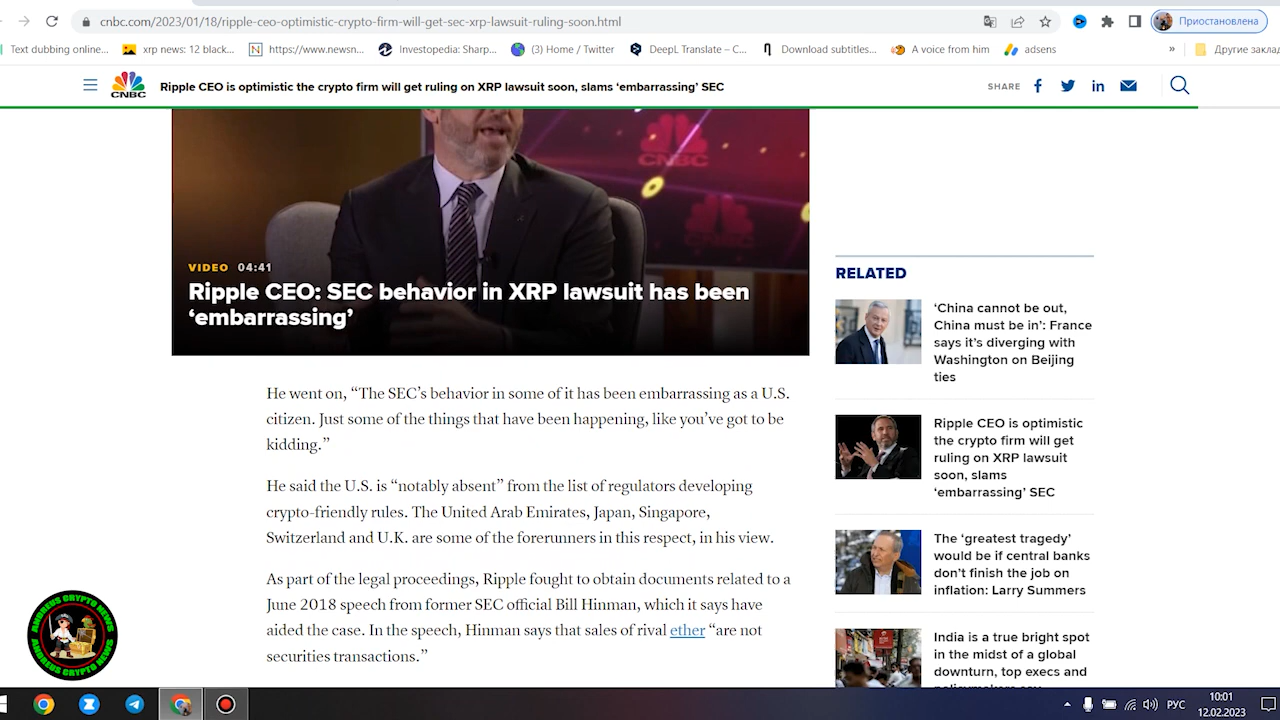 cnbc.com/2023/01/18/ripple-ceo-optimistic-crypto-firm-will-get-sec-xrp-lawsuit-ruling-soon.html
Приостановлена
Text dubbing online...
xrp news: 12 black...
https://www.newsn...
Investopedia: Sharp...
(3) Home / Twitter
DeepL Translate – C...
Download subtitles...
A voice from him
adsens
»
Другие закла
CNBC
Ripple CEO is optimistic the crypto firm will get ruling on XRP lawsuit soon, slams ‘embarrassing’ SEC
SHARE
CNBC
VIDEO 04:41
Ripple CEO: SEC behavior in XRP lawsuit has been
‘embarrassing’
He went on, “The SEC’s behavior in some of it has been embarrassing as a U.S.
citizen. Just some of the things that have been happening, like you’ve got to be
kidding.”
He said the U.S. is “notably absent” from the list of regulators developing
crypto-friendly rules. The United Arab Emirates, Japan, Singapore,
Switzerland and U.K. are some of the forerunners in this respect, in his view.
As part of the legal proceedings, Ripple fought to obtain documents related to a
June 2018 speech from former SEC official Bill Hinman, which it says have
aided the case. In the speech, Hinman says that sales of rival ether “are not
securities transactions.”
RELATED
‘China cannot be out,
China must be in’: France
says it’s diverging with
Washington on Beijing
ties
Ripple CEO is optimistic
the crypto firm will get
ruling on XRP lawsuit
soon, slams
‘embarrassing’ SEC
The ‘greatest tragedy’
would be if central banks
don’t finish the job on
inflation: Larry Summers
India is a true bright spot
in the midst of a global
downturn, top execs and
ANDREUS CRYPTO NEWS
ANDREUS CRYPTO NEWS
РУС
10:01
12.02.2023